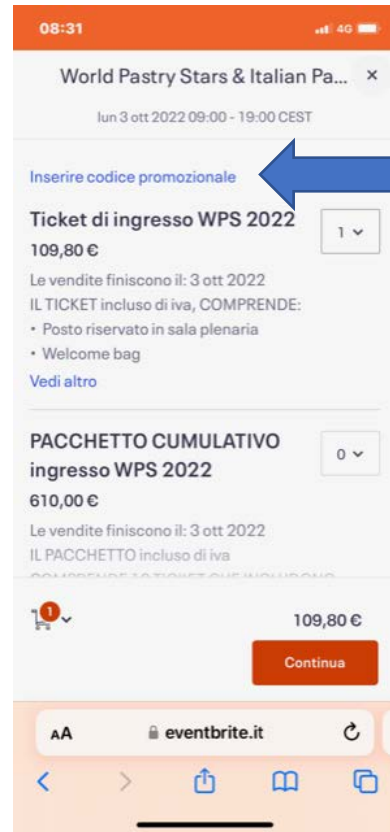 08:31
4G
World Pastry Stars & Italian Pa... ×
lun 3 ott 2022 09:00 - 19:00 CEST
Inserire codice promozionale
Ticket di ingresso WPS 2022
1
109,80 €
Le vendite finiscono il: 3 ott 2022
IL TICKET incluso di iva, COMPRENDE:
• Posto riservato in sala plenaria
• Welcome bag
Vedi altro
PACCHETTO CUMULATIVO
0
ingresso WPS 2022
610,00 €
Le vendite finiscono il: 3 ott 2022
IL PACCHETTO incluso di iva
1
109,80 €
Continua
AA eventbrite.it